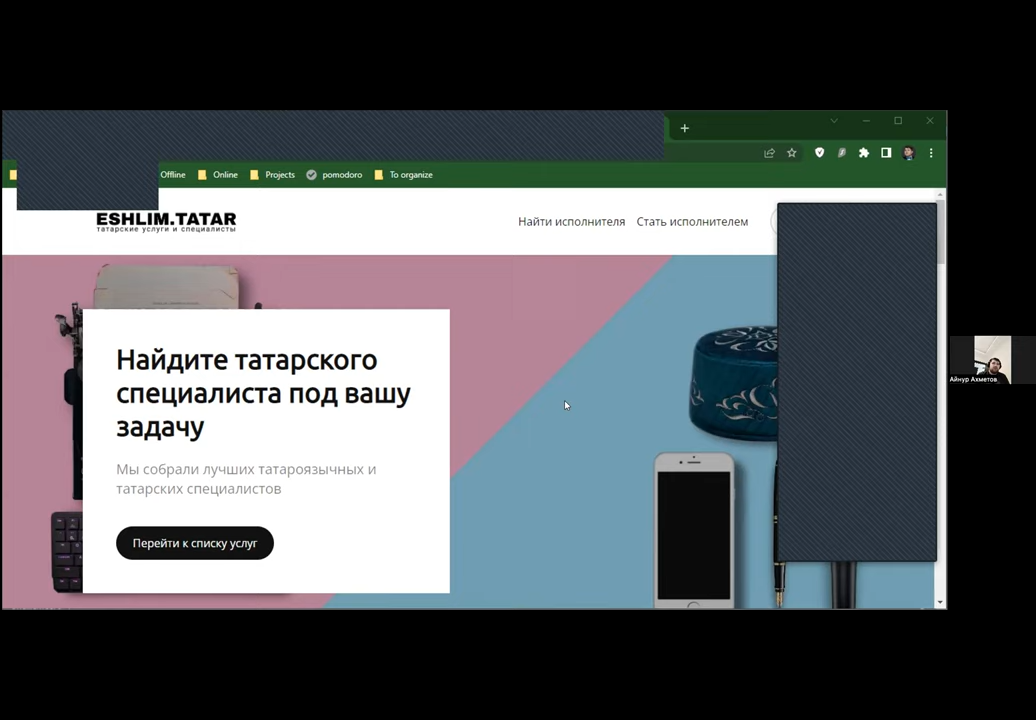 Offline
Online
Projects
pomodoro
To organize
ESHLIM.TATAR
татарские услуги и специалисты
Найти исполнителя
Стать исполнителем
Найдите татарского
специалиста под вашу
задачу
Мы собрали лучших татароязычных и
татарских специалистов
Перейти к списку услуг
Айнур Ахметов